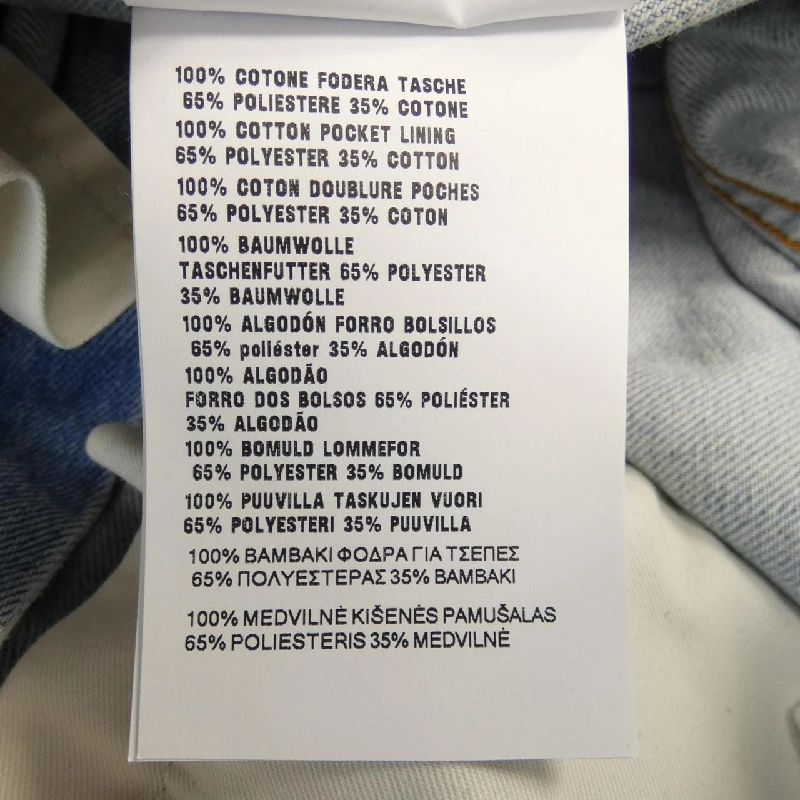 100% COTONE FODERA TASCHE
65% POLIESTERE 35% COTONE
100% COTTON POCKET LINING
65% POLYESTER 35% COTTON
100% COTON DOUBLURE POCHES
65% POLYESTER 35% COTON
100% BAUMWOLLE
TASCHENFUTTER 65% POLYESTER
35% BAUMWOLLE
100% ALGODÓN FORRO BOLSILLOS
65% poliéster 35% ALGODÓN
100% ALGODÃO
FORRO DOS BOLSOS 65% POLIÉSTER
35% ALGODÃO
100% BOMULD LOMMEFOR
65% POLYESTER 35% BOMULD
100% PUUVILLA TASKUJEN VUORI
65% POLYESTERI 35% PUUVILLA
100% ΒΑΜΒΑΚΙ ΦΟΔΡΑ ΓΙΑ ΤΣΕΠΕΣ
65% ΠΟΛΥΕΣΤΕΡΑΣ 35% ΒΑΜΒΑΚΙ
100% MEDVILNĖ KIŠENĖS PAMUŠALAS
65% POLIESTERIS 35% MEDVILNĖ